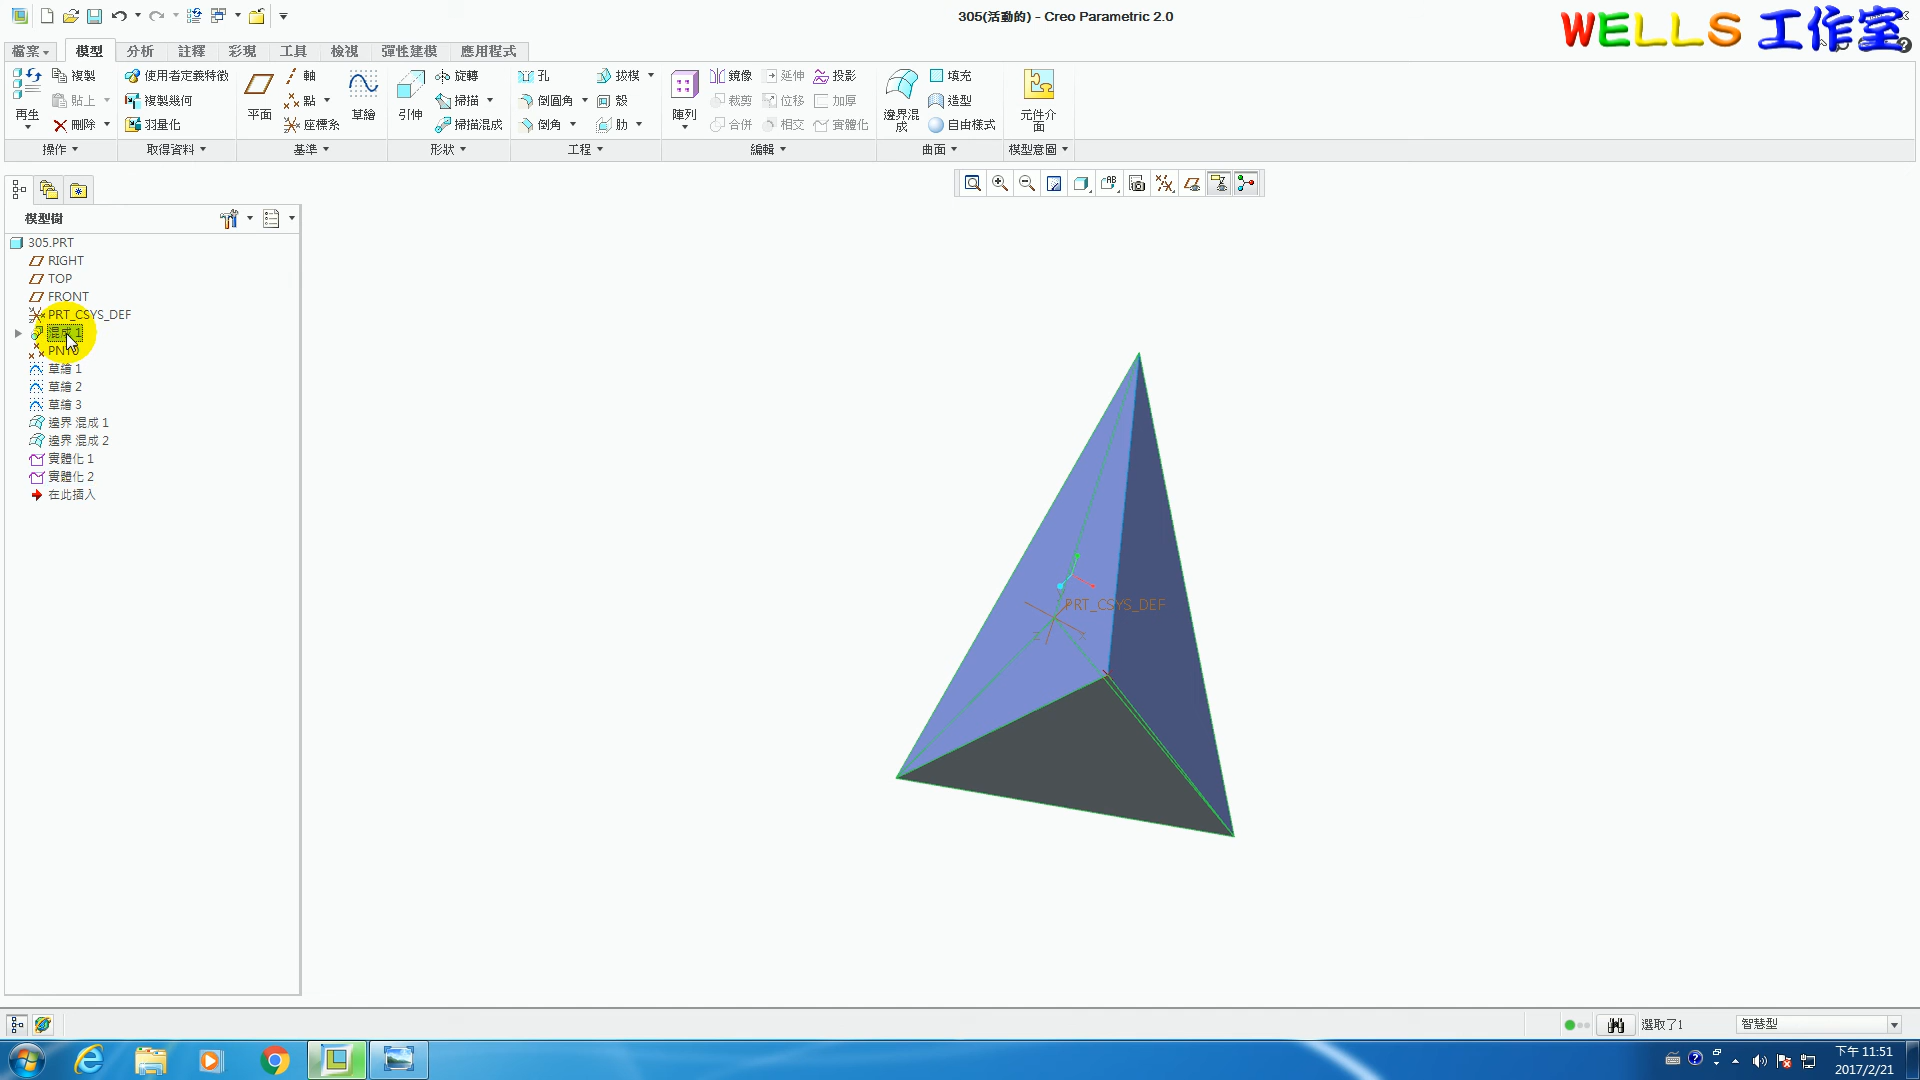 305(活動的) - Creo Parametric 2.0
WELLS 工作室
檔案 模型 分析 註釋 彩現 工具 檢視 彈性建模 應用程式
複製 使用者定義特徵 軸 旋轉 孔 拔模 鏡像 延伸 投影 填充
貼上 複製幾何 點 掃描 倒圓角 殼 裁剪 位移 加厚 造型
再生 平面 草繪 引伸 陣列 邊界混成 元件介面
刪除 羽量化 座標系 掃描混成 倒角 肋 合併 相交 實體化 自由樣式
操作 取得資料 基準 形狀 工程 編輯 曲面 模型意圖
模型樹
305.PRT
RIGHT
TOP
FRONT
PRT_CSYS_DEF
混成 1
PNT0
草繪 1
草繪 2
草繪 3
邊界 混成 1
邊界 混成 2
實體化 1
實體化 2
在此插入
PRT_CSYS_DEF
Z X
選取了1 智慧型
下午 11:51
2017/2/21